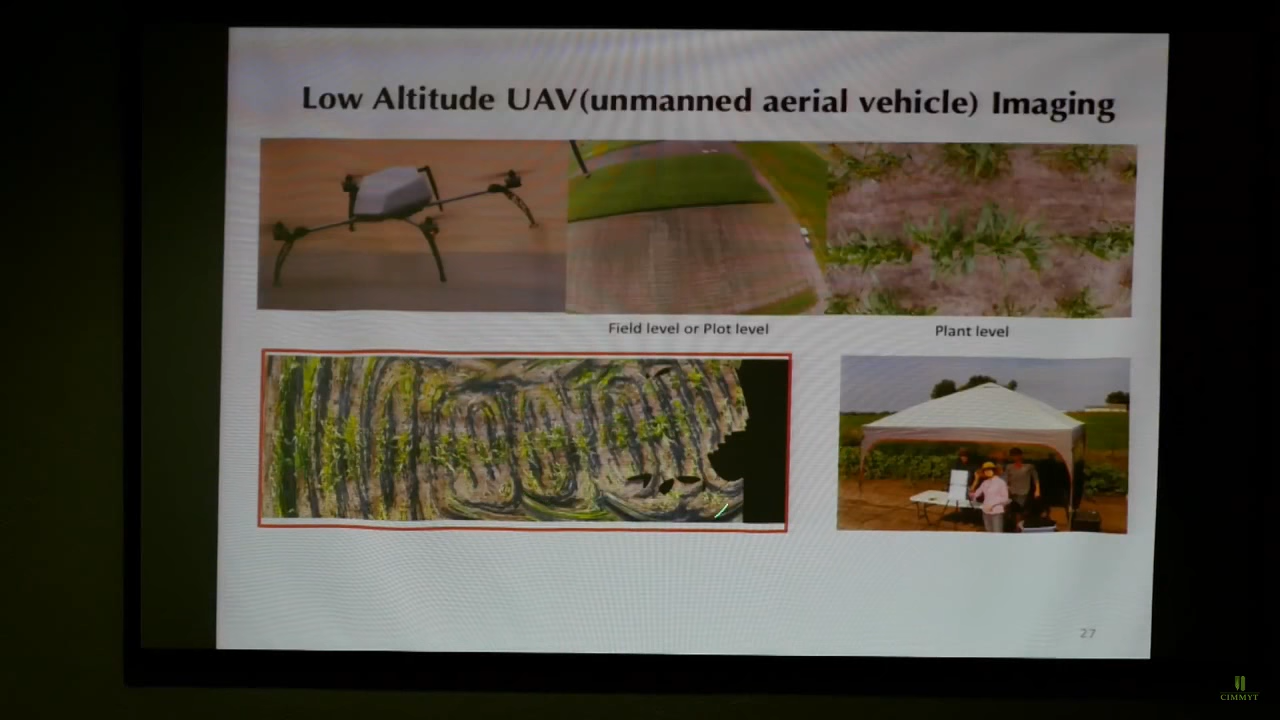 Low Altitude UAV(unmanned aerial vehicle) Imaging
Field level or Plot level
Plant level
27
CIMMYT